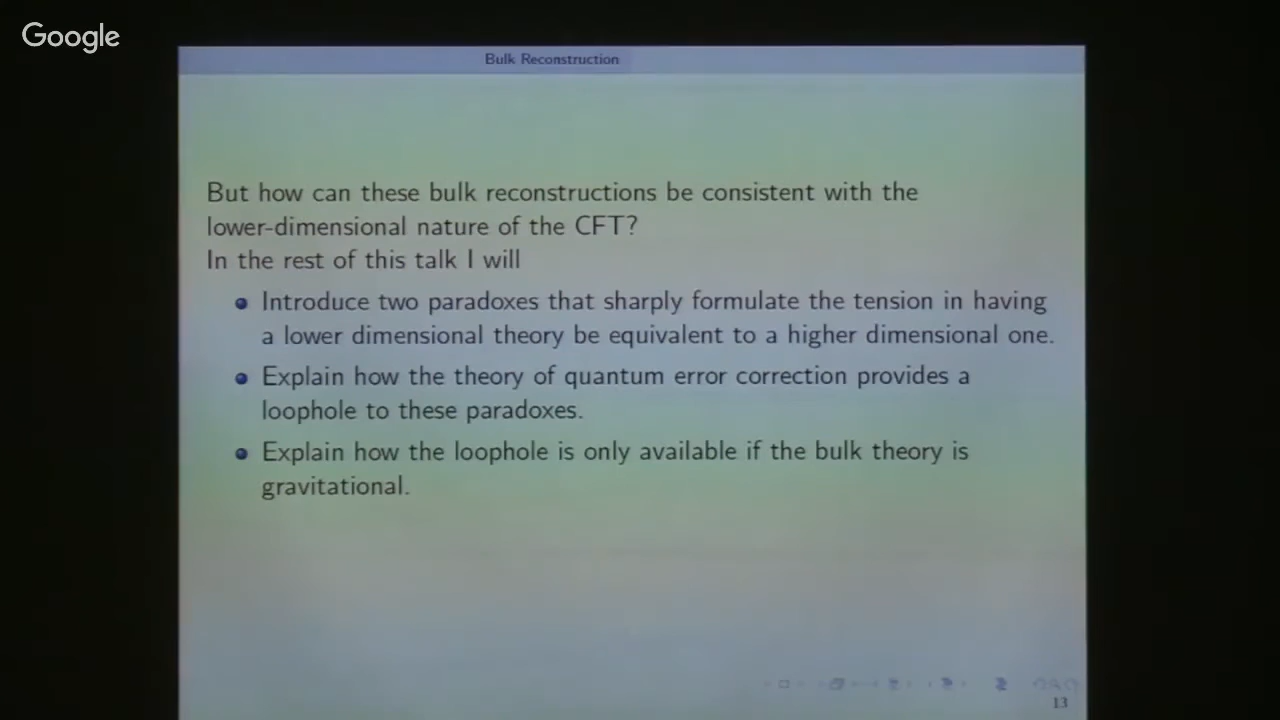 Google
Bulk Reconstruction
But how can these bulk reconstructions be consistent with the
lower-dimensional nature of the CFT?
In the rest of this talk I will
Introduce two paradoxes that sharply formulate the tension in having
a lower dimensional theory be equivalent to a higher dimensional one.
Explain how the theory of quantum error correction provides a
loophole to these paradoxes.
Explain how the loophole is only available if the bulk theory is
gravitational.
13